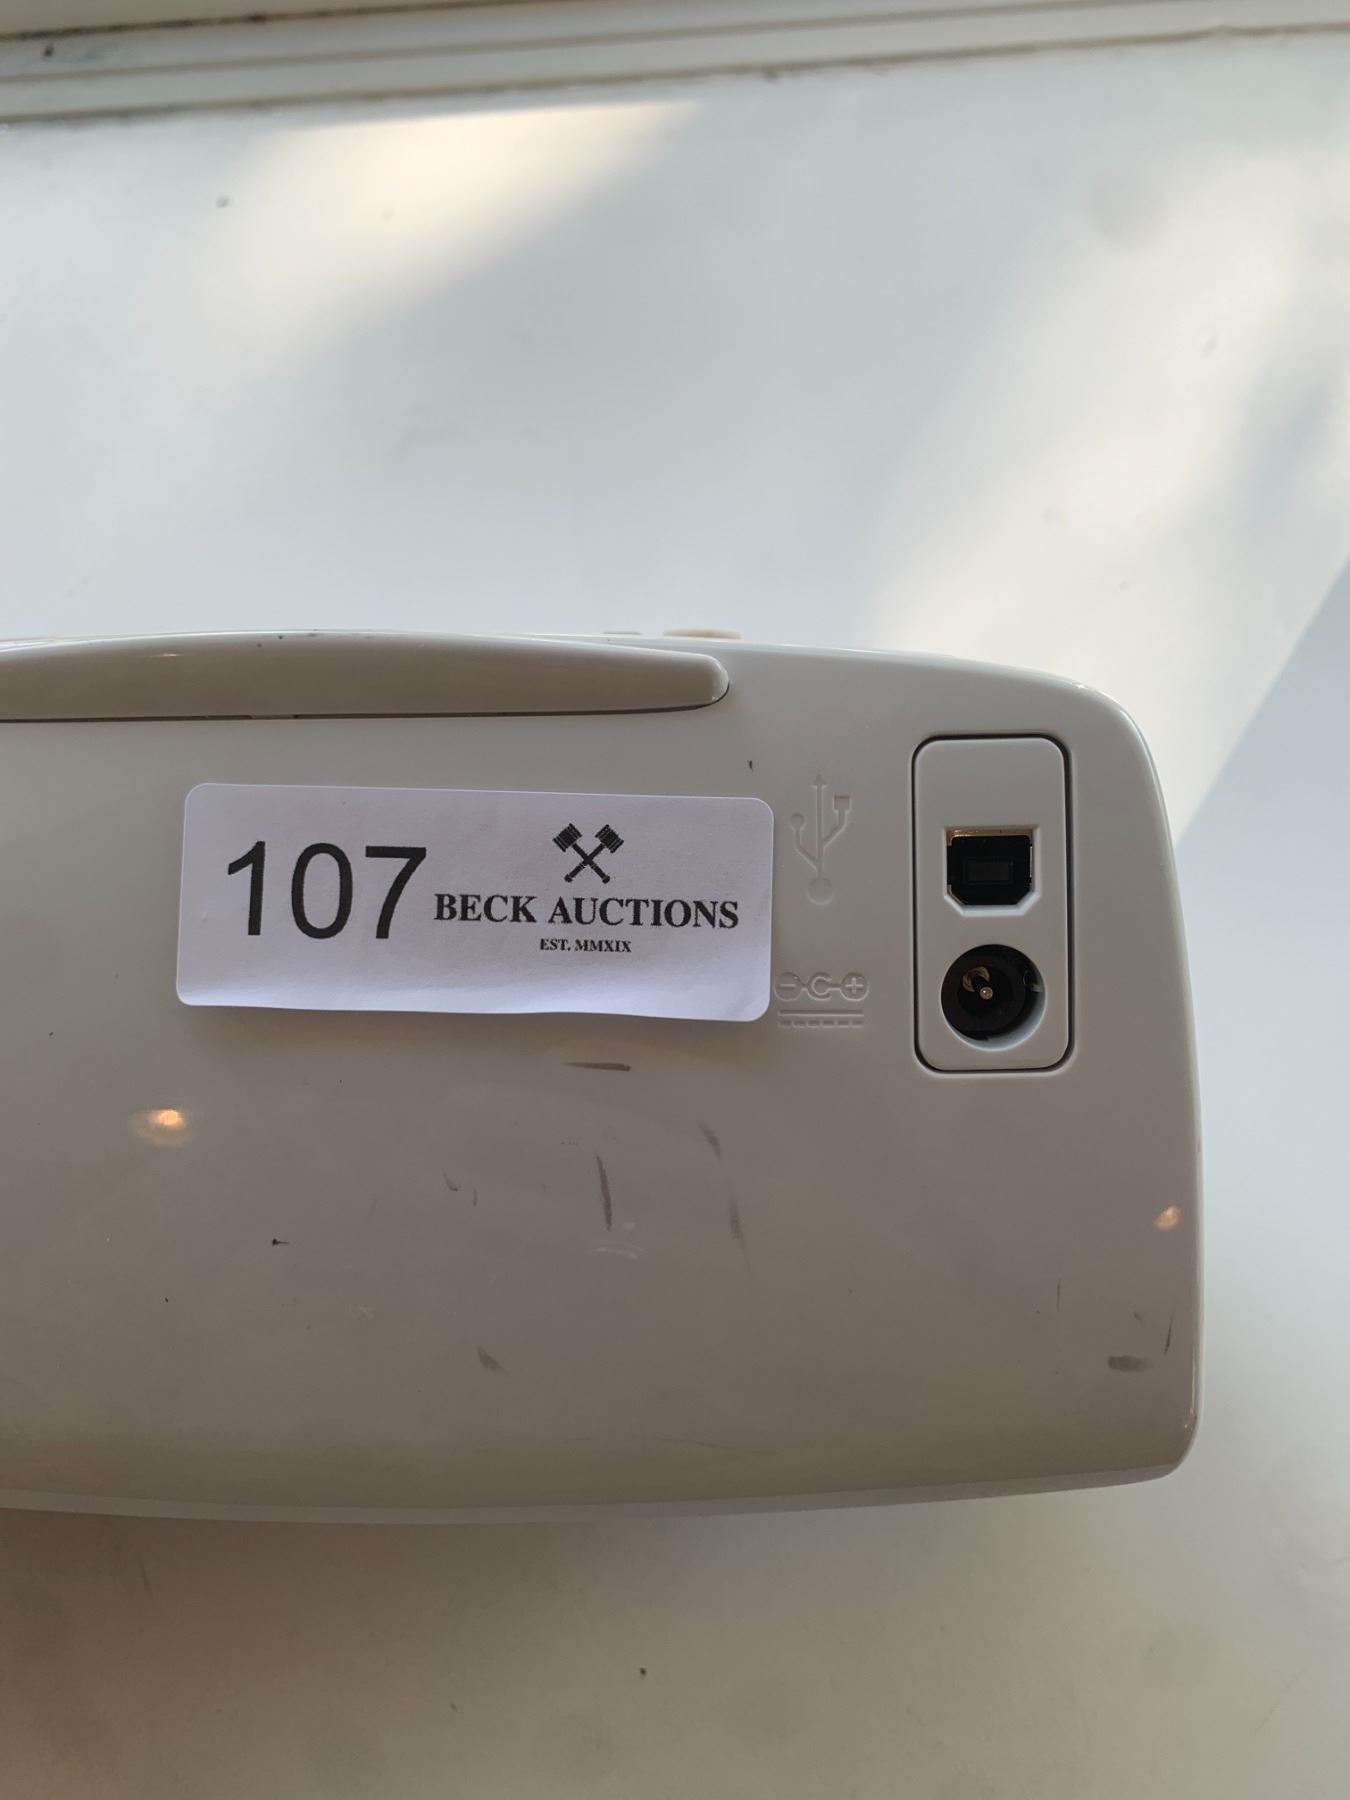 107
BECK AUCTIONS
EST. MMXIX